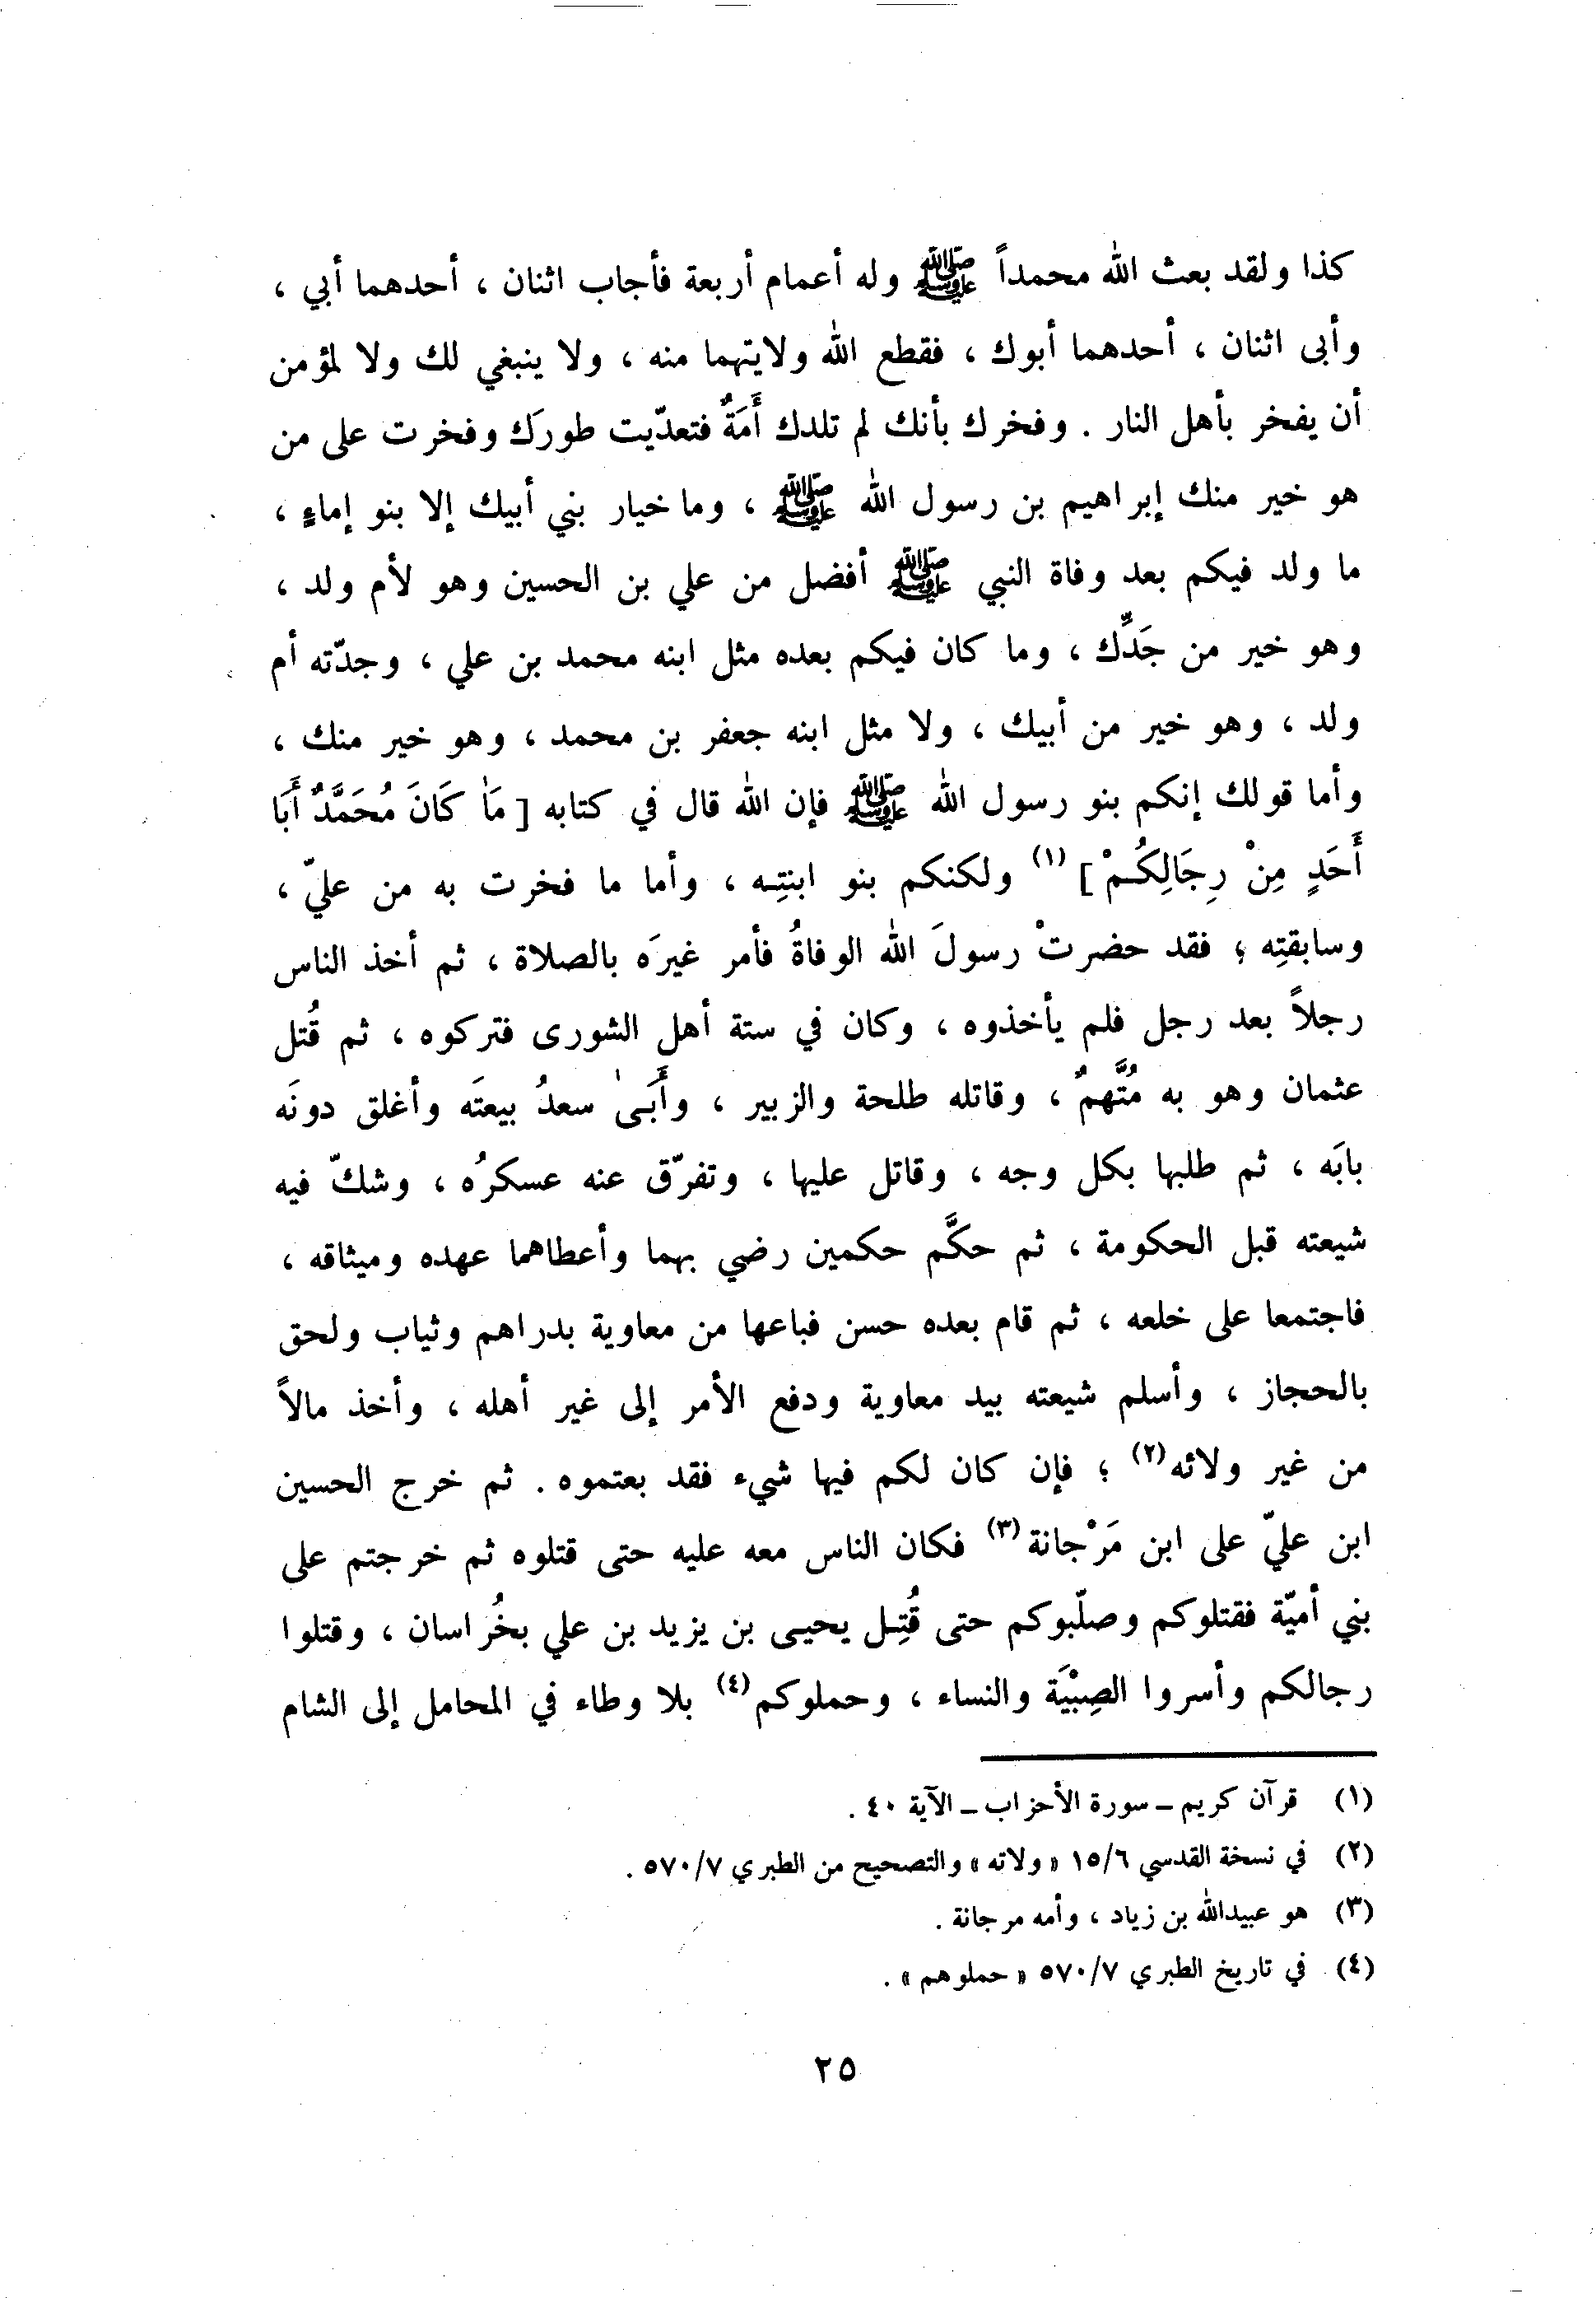 كذا ولقد بعث الله محمداً ﷺ وله أعمام أربعة فأجاب اثنان ، أحدهما أبي ،
وأبى اثنان ، أحدهما أبوك ، فقطع الله ولايتهما منه ، ولا ينبغي لك ولا لمؤمن
أن يفخر بأهل النار . وفخرك بأنك لم تلدك أَمَةٌ فتعدّيت طورَك وفخرت على من
هو خير منك إبراهيم بن رسول الله ﷺ ، وما خيار بني أبيك إلا بنو إماءٍ ،
ما ولد فيكم بعد وفاة النبي ﷺ أفضل من علي بن الحسين وهو لأم ولد ،
وهو خير من جَدِّك ، وما كان فيكم بعده مثل ابنه محمد بن علي ، وجدّته أم
ولد ، وهو خير من أبيك ، ولا مثل ابنه جعفر بن محمد ، وهو خير منك ،
وأما قولك إنكم بنو رسول الله ﷺ فإن الله قال في كتابه [ مَا كَانَ مُحَمَّدٌ أَبَا
أَحَدٍ مِنْ رِجَالِكُمْ ] (١) ولكنكم بنو ابنتِه ، وأما ما فخرت به من عليّ ،
وسابقتِه ؛ فقد حضرتْ رسولَ الله الوفاةُ فأمر غيرَه بالصلاة ، ثم أخذ الناس
رجلاً بعد رجل فلم يأخذوه ، وكان في ستة أهل الشورى فتركوه ، ثم قُتل
عثمان وهو به مُتَّهمٌ ، وقاتله طلحة والزبير ، وأَبَىٰ سعدُ بيعتَه وأغلق دونَه
بابَه ، ثم طلبها بكل وجه ، وقاتل عليها ، وتفرّق عنه عسكرُه ، وشكّ فيه
شيعته قبل الحكومة ، ثم حكَّم حكمين رضي بهما وأعطاهما عهده وميثاقه ،
فاجتمعا على خلعه ، ثم قام بعده حسن فباعها من معاوية بدراهم وثياب ولحق
بالحجاز ، وأسلم شيعته بيد معاوية ودفع الأمر إلى غير أهله ، وأخذ مالاً
من غير ولائه(٢) ؛ فإن كان لكم فيها شيء فقد بعتموه . ثم خرج الحسين
ابن عليّ على ابن مَرْجانة(٣) فكان الناس معه عليه حتى قتلوه ثم خرجتم على
بني أميّة فقتلوكم وصلّبوكم حتى قُتِل يحيى بن يزيد بن علي بخُراسان ، وقتلوا
رجالكم وأسروا الصِبْيَة والنساء ، وحملوكم(٤) بلا وطاء في المحامل إلى الشام
(١) قرآن كريم - سورة الأحزاب - الآية ٤٠ .
(٢) في نسخة القدسي ١٥/٦ « ولاته » والتصحيح من الطبري ٥٧٠/٧ .
(٣) هو عبيدالله بن زياد ، وأمه مرجانة .
(٤) في تاريخ الطبري ٥٧٠/٧ « حملوهم » .
٢٥